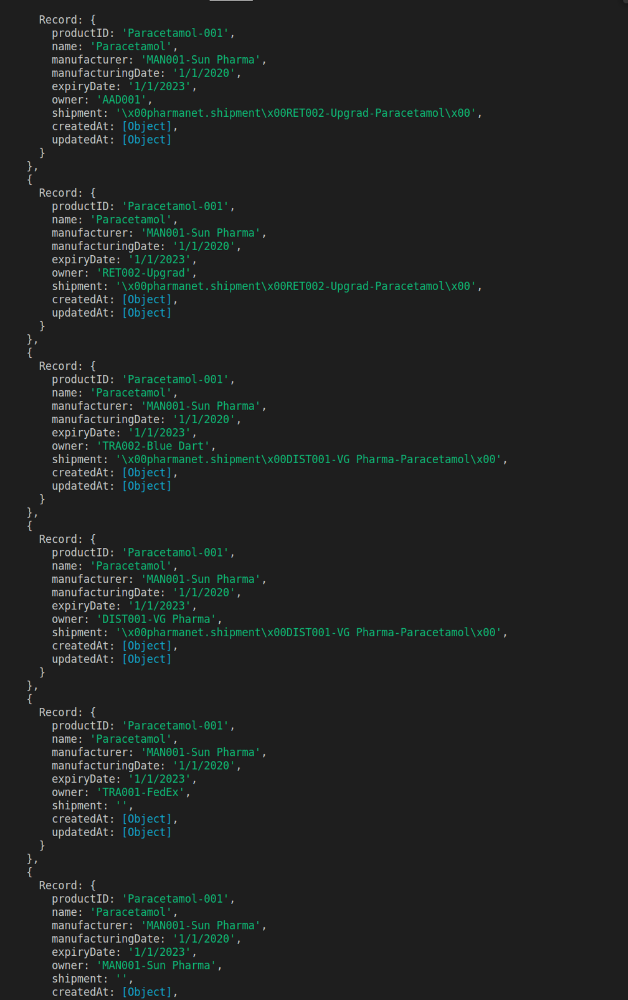 Record: {
productID: 'Paracetamol-001',
name: 'Paracetamol',
manufacturer: 'MAN001-Sun Pharma',
manufacturingDate: '1/1/2020',
expiryDate: '1/1/2023',
owner: 'AAD001',
shipment: '\x00pharmanet.shipment\x00RET002-Upgrad-Paracetamol\x00',
createdAt: [Object],
updatedAt: [Object]
}
},
{
Record: {
productID: 'Paracetamol-001',
name: 'Paracetamol',
manufacturer: 'MAN001-Sun Pharma',
manufacturingDate: '1/1/2020',
expiryDate: '1/1/2023',
owner: 'RET002-Upgrad',
shipment: '\x00pharmanet.shipment\x00RET002-Upgrad-Paracetamol\x00',
createdAt: [Object],
updatedAt: [Object]
}
},
{
Record: {
productID: 'Paracetamol-001',
name: 'Paracetamol',
manufacturer: 'MAN001-Sun Pharma',
manufacturingDate: '1/1/2020',
expiryDate: '1/1/2023',
owner: 'TRA002-Blue Dart',
shipment: '\x00pharmanet.shipment\x00DIST001-VG Pharma-Paracetamol\x00',
createdAt: [Object],
updatedAt: [Object]
}
},
{
Record: {
productID: 'Paracetamol-001',
name: 'Paracetamol',
manufacturer: 'MAN001-Sun Pharma',
manufacturingDate: '1/1/2020',
expiryDate: '1/1/2023',
owner: 'DIST001-VG Pharma',
shipment: '\x00pharmanet.shipment\x00DIST001-VG Pharma-Paracetamol\x00',
createdAt: [Object],
updatedAt: [Object]
}
},
{
Record: {
productID: 'Paracetamol-001',
name: 'Paracetamol',
manufacturer: 'MAN001-Sun Pharma',
manufacturingDate: '1/1/2020',
expiryDate: '1/1/2023',
owner: 'TRA001-FedEx',
shipment: '',
createdAt: [Object],
updatedAt: [Object]
}
},
{
Record: {
productID: 'Paracetamol-001',
name: 'Paracetamol',
manufacturer: 'MAN001-Sun Pharma',
manufacturingDate: '1/1/2020',
expiryDate: '1/1/2023',
owner: 'MAN001-Sun Pharma',
shipment: '',
createdAt: [Object],